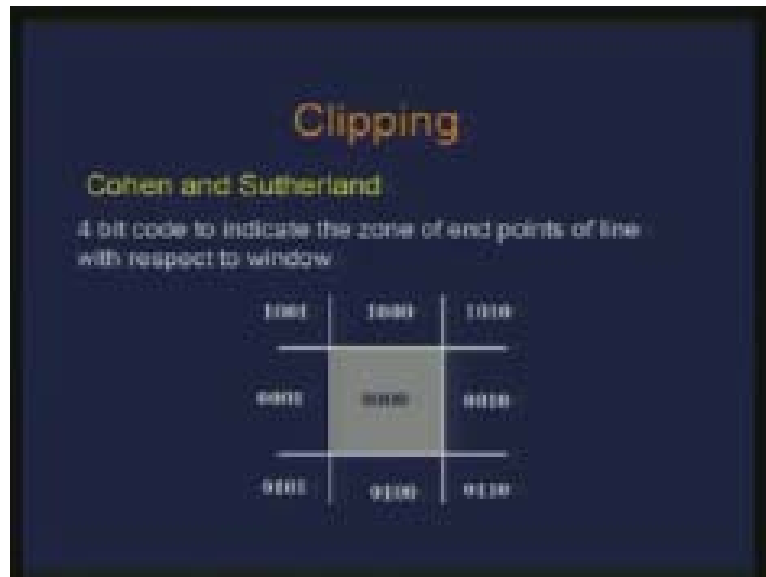 Clipping
Cohen and Sutherland
4 bit code to indicate the zone of end points of line
with respect to window
1001 1000 1010
0001 0000 0010
0101 0100 0110